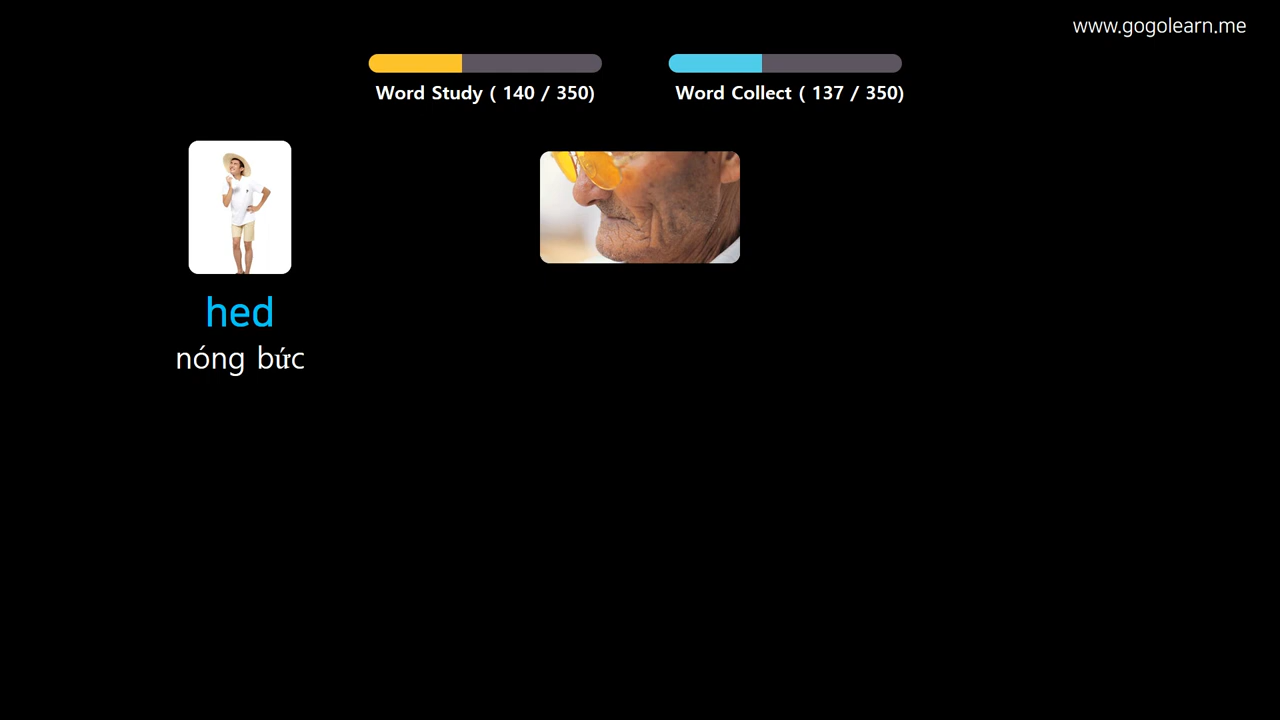 www.gogolearn.me
Word Study ( 140 / 350)
Word Collect ( 137 / 350)
hed
nóng bức